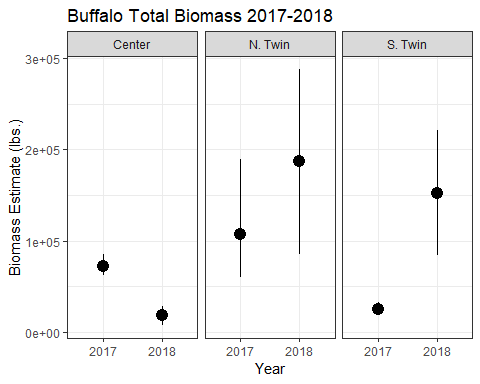 Buffalo Total Biomass 2017-2018
Center
N. Twin
S. Twin
Biomass Estimate (lbs.)
3e+05
2e+05
1e+05
0e+00
2017 2018 2017 2018 2017 2018
Year